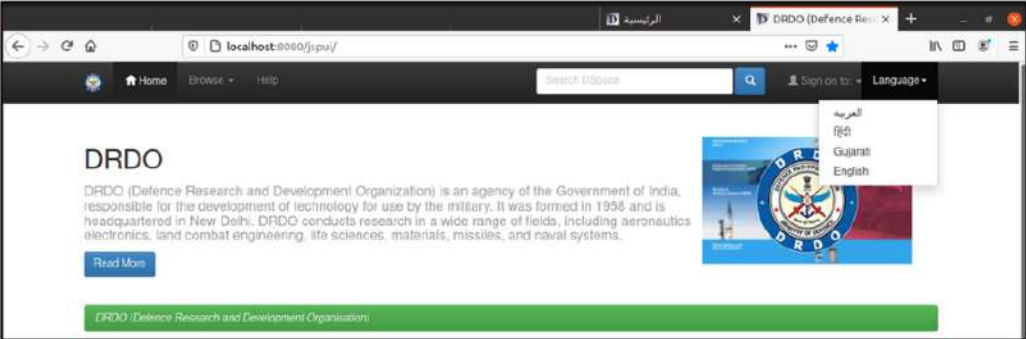 الرئيسية
DRDO (Defence Res
localhost:8080/jspui/
Home Browse Help
Search DSpace
Sign on to: Language
العربية
हिंदी
Gujarati
English
DRDO
DRDO (Defence Research and Development Organization) is an agency of the Government of India,
responsible for the development of technology for use by the military. It was formed in 1958 and is
headquartered in New Delhi. DRDO conducts research in a wide range of fields, including aeronautics
electronics, land combat engineering, life sciences, materials, missiles, and naval systems.
Read More
DRDO
DRDO
DRDO (Defence Research and Development Organisation)